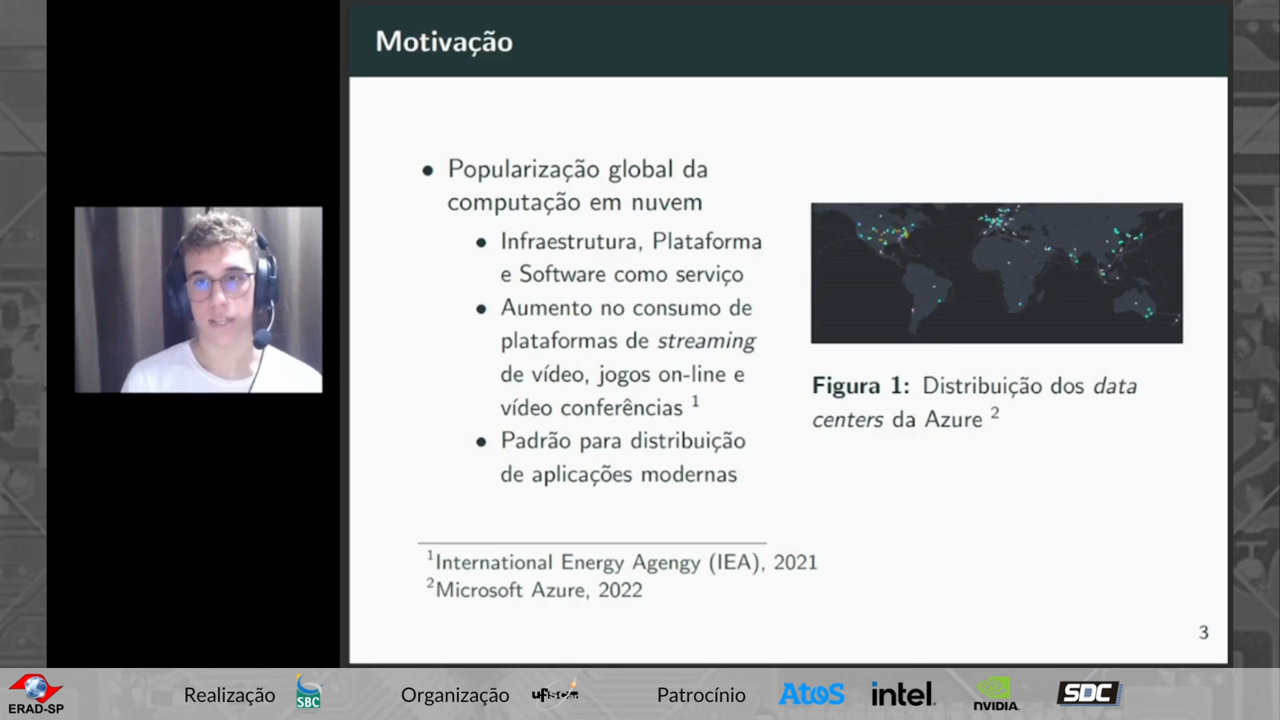 Motivação
• Popularização global da
computação em nuvem
• Infraestrutura, Plataforma
e Software como serviço
• Aumento no consumo de
plataformas de streaming
de vídeo, jogos on-line e
vídeo conferências 1
• Padrão para distribuição
de aplicações modernas
Figura 1: Distribuição dos data
centers da Azure 2
1International Energy Agengy (IEA), 2021
2Microsoft Azure, 2022
3
ERAD-SP
Realização
SBC
Organização
ufscar
Patrocínio
Atos
intel.
NVIDIA.
SDC